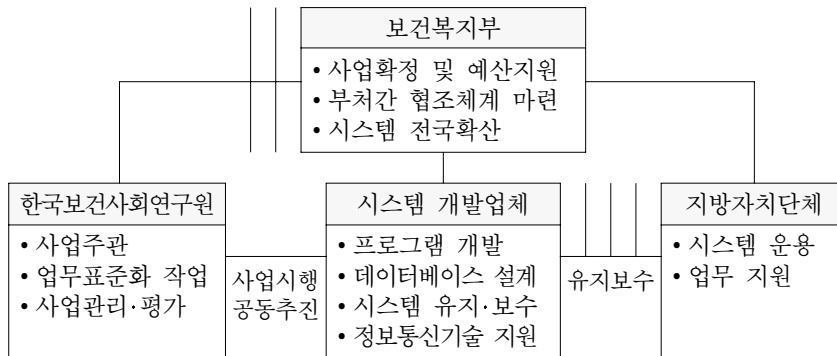 보건복지부
• 사업확정 및 예산지원
• 부처간 협조체계 마련
• 시스템 전국확산
한국보건사회연구원
• 사업주관
• 업무표준화 작업
• 사업관리·평가
사업시행
공동추진
시스템 개발업체
• 프로그램 개발
• 데이터베이스 설계
• 시스템 유지·보수
• 정보통신기술 지원
유지보수
지방자치단체
• 시스템 운용
• 업무 지원